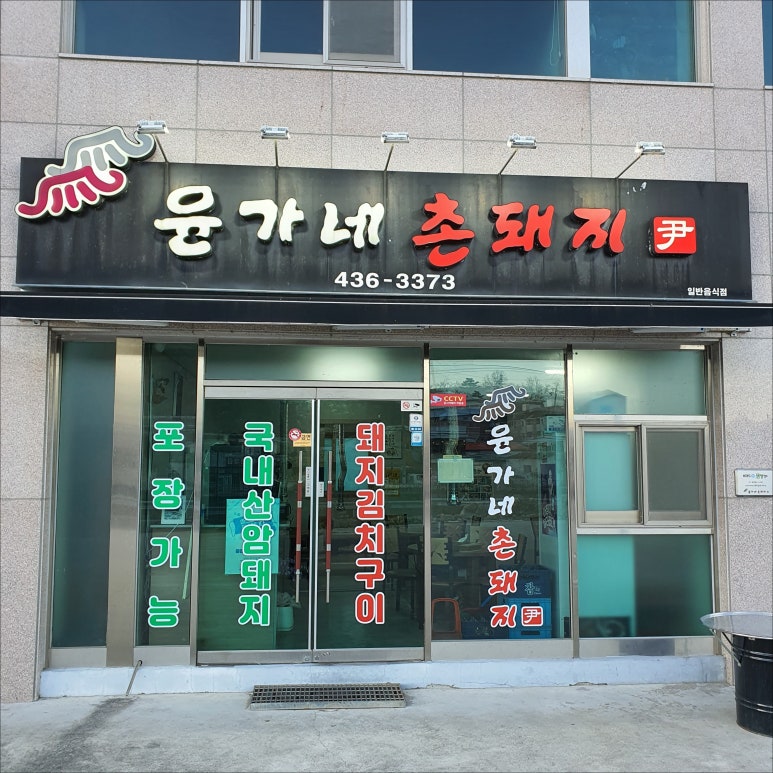 윤가네 촌돼지 尹
436-3373
일반음식점
포장가능
국내산암돼지
돼지김치구이
CCTV
윤가네촌돼지 尹
금연